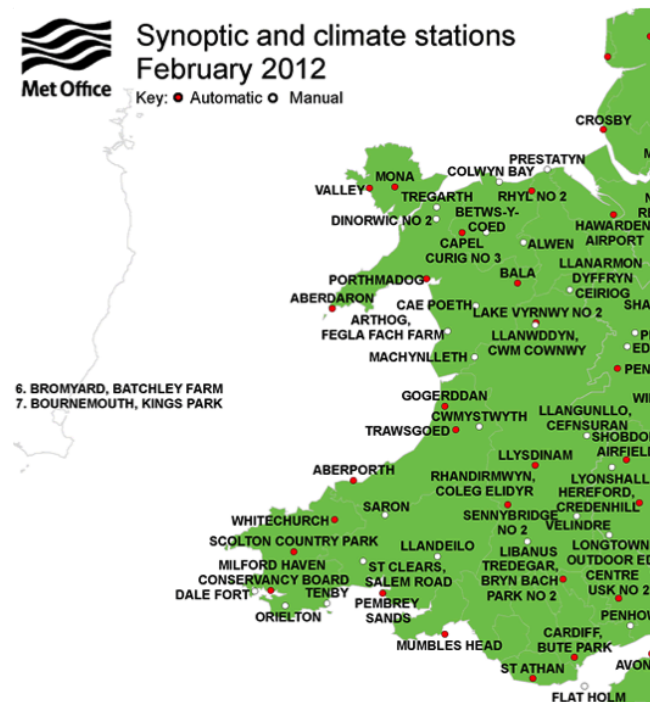 Met Office
Synoptic and climate stations
February 2012
Key: Automatic Manual
CROSBY
PRESTATYN
COLWYN BAY
MONA
VALLEY
TREGARTH
RHYL NO 2
DINORWIC NO 2
BETWS-Y-
COED
HAWARDEN
AIRPORT
CAPEL
CURIG NO 3
ALWEN
LLANARMON
DYFFRYN
CEIRIOG
PORTHMADOG
BALA
ABERDARON
CAE POETH
SHA
LAKE VYRNWY NO 2
ARTHOG,
FEGLA FACH FARM
LLANWDDYN,
CWM COWNWY
ED
MACHYNLLETH
PEN
6. BROMYARD, BATCHLEY FARM
7. BOURNEMOUTH, KINGS PARK
GOGERDDAN
CWMYSTWYTH
TRAWSGOED
LLANGUNLLO,
CEFNSURAN
SHOBDO
AIRFIEL
LLYSDINAM
ABERPORTH
RHANDIRMWYN,
COLEG ELIDYR
LYONSHALL
HEREFORD,
CREDENHILL
SARON
SENNYBRIDGE
NO 2
WHITECHURCH
VELINDRE
SCOLTON COUNTRY PARK
LLANDEILO
LIBANUS
LONGTOWN
OUTDOOR ED
CENTRE
MILFORD HAVEN
CONSERVANCY BOARD
ST CLEARS,
SALEM ROAD
TREDEGAR,
BRYN BACH
PARK NO 2
USK NO 2
DALE FORT
TENBY
ORIELTON
PEMBREY
SANDS
PENHOW
MUMBLES HEAD
CARDIFF,
BUTE PARK
ST ATHAN
AVON
FLAT HOLM